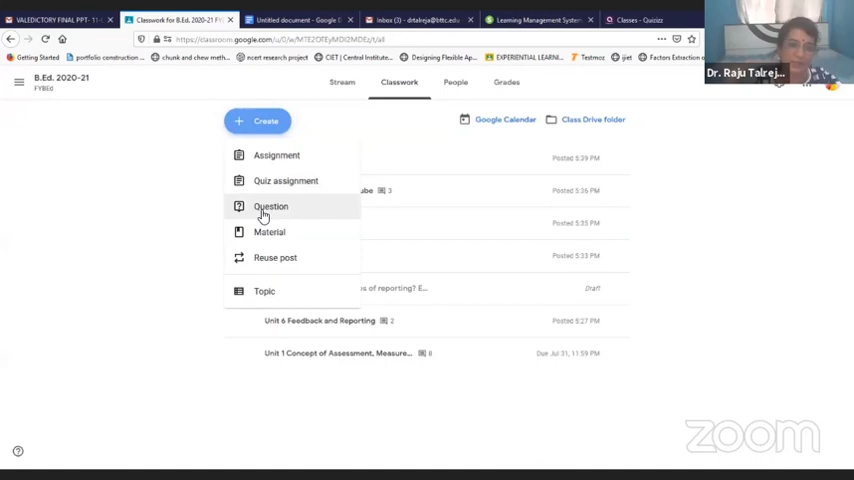 VALEDICTORY FINAL PPT- 11-
Classwork for B.Ed. 2020-21 FY
Untitled document - Google D
Inbox (3) - drtalreja@bttc.edu
Learning Management System
Classes - Quizizz
https://classroom.google.com/u/0/w/MTE2OTEyMDI2MDEz/t/all
Getting Started
portfolio construction
ncert research project
chunk and chew method
CIET | Central Institute...
EXPERIENTIAL LEARN...
Testmoz
ijiet
Factors Extraction
B.Ed. 2020-21
FYBEd
Stream
Classwork
People
Grades
Dr. Raju Talrej...
Create
Google Calendar
Class Drive folder
Assignment
Posted 5:39 PM
Quiz assignment
ube 3
Posted 5:36 PM
Question
Posted 5:35 PM
Material
Reuse post
Posted 5:33 PM
Topic
s of reporting? E...
Draft
Unit 6 Feedback and Reporting 2
Posted 5:27 PM
Unit 1 Concept of Assessment, Measure... 8
Due Jul 31, 11:59 PM
zoom